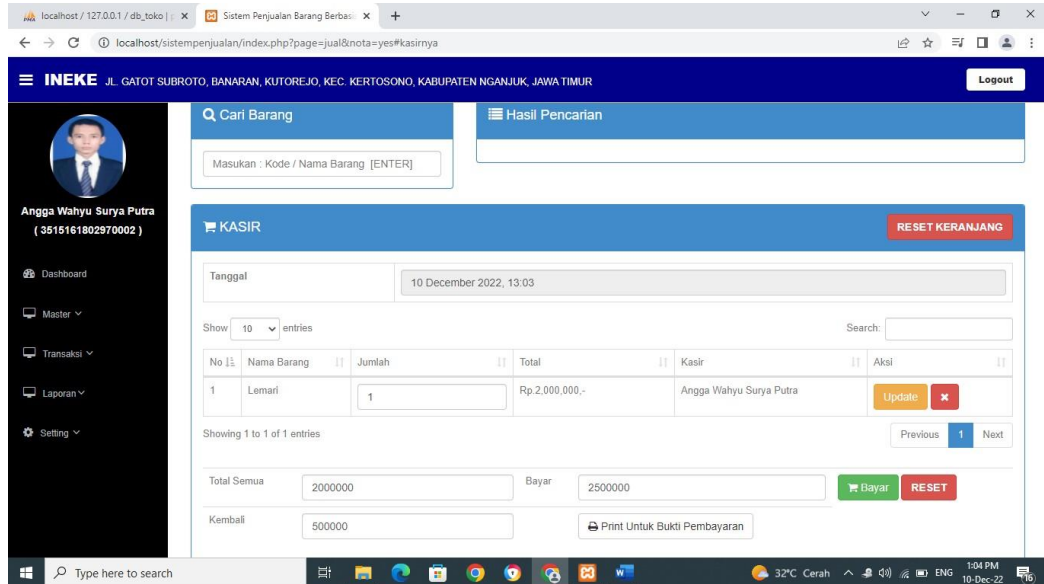 localhost / 127.0.0.1 / db_toko |
Sistem Penjualan Barang Berbasi
localhost/sistempenjualan/index.php?page=jual&nota=yes#kasirnya
INEKE JL. GATOT SUBROTO, BANARAN, KUTOREJO, KEC. KERTOSONO, KABUPATEN NGANJUK, JAWA TIMUR
Logout
Cari Barang
Hasil Pencarian
Masukan : Kode / Nama Barang [ENTER]
Angga Wahyu Surya Putra
( 3515161802970002 )
Dashboard
Master
Transaksi
Laporan
Setting
KASIR
RESET KERANJANG
Tanggal
10 December 2022, 13:03
Show 10 entries
Search:
No Nama Barang Jumlah Total Kasir Aksi
1 Lemari 1 Rp.2,000,000,- Angga Wahyu Surya Putra Update
Showing 1 to 1 of 1 entries
Previous 1 Next
Total Semua 2000000 Bayar 2500000 Bayar RESET
Kembali 500000 Print Untuk Bukti Pembayaran
Type here to search
32°C Cerah
ENG
1:04 PM
10-Dec-22